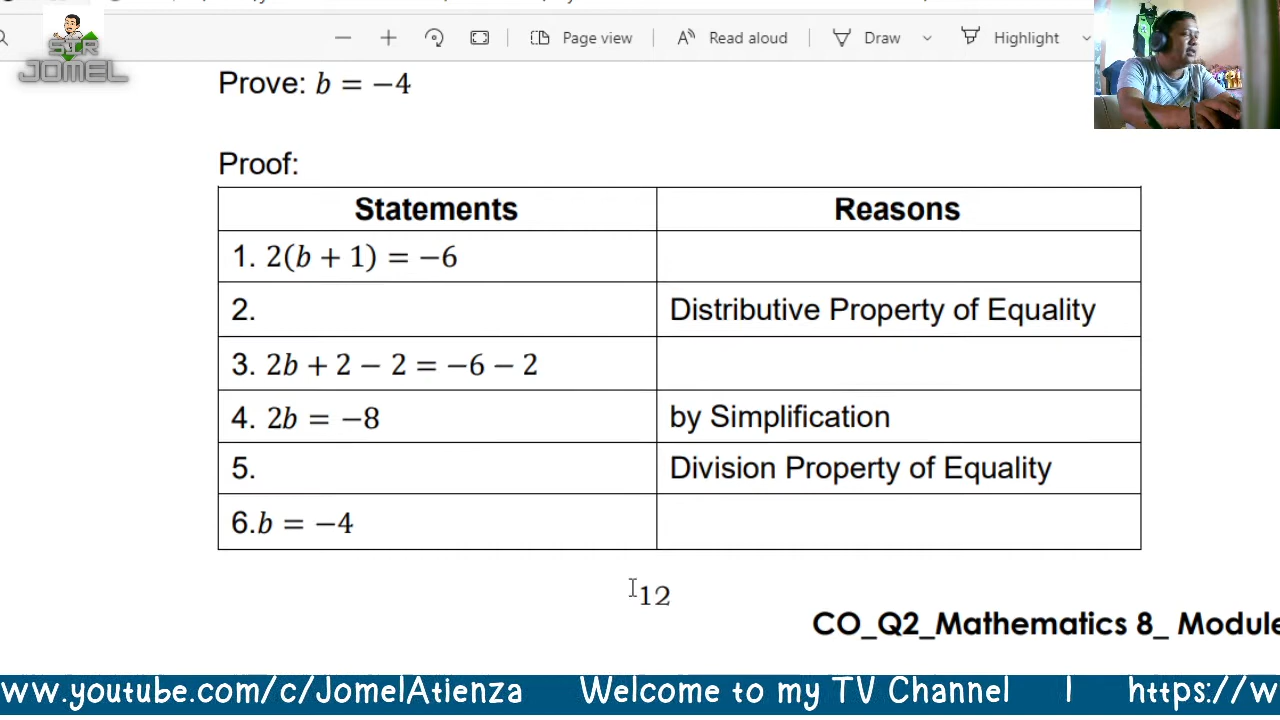 Page view
Read aloud
Draw
Highlight
SIR
JOMEL
Prove: b = −4
Proof:
Statements Reasons
1. 2(b + 1) = −6
2. Distributive Property of Equality
3. 2b + 2 − 2 = −6 − 2
4. 2b = −8 by Simplification
5. Division Property of Equality
6.b = −4
12
CO_Q2_Mathematics 8_ Module
ww.youtube.com/c/JomelAtienza Welcome to my TV Channel | https://w